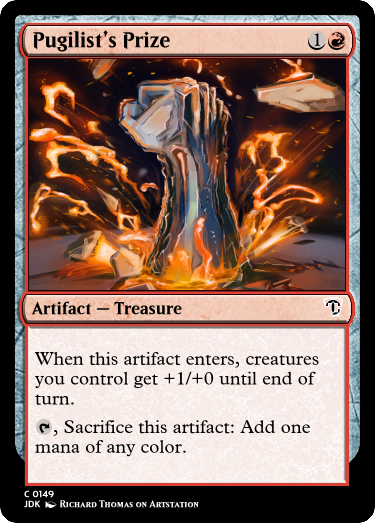 Pugilist's Prize 1
Artifact — Treasure
When this artifact enters, creatures
you control get +1/+0 until end of
turn.
, Sacrifice this artifact: Add one
mana of any color.
C 0149
JDK Richard Thomas on Artstation